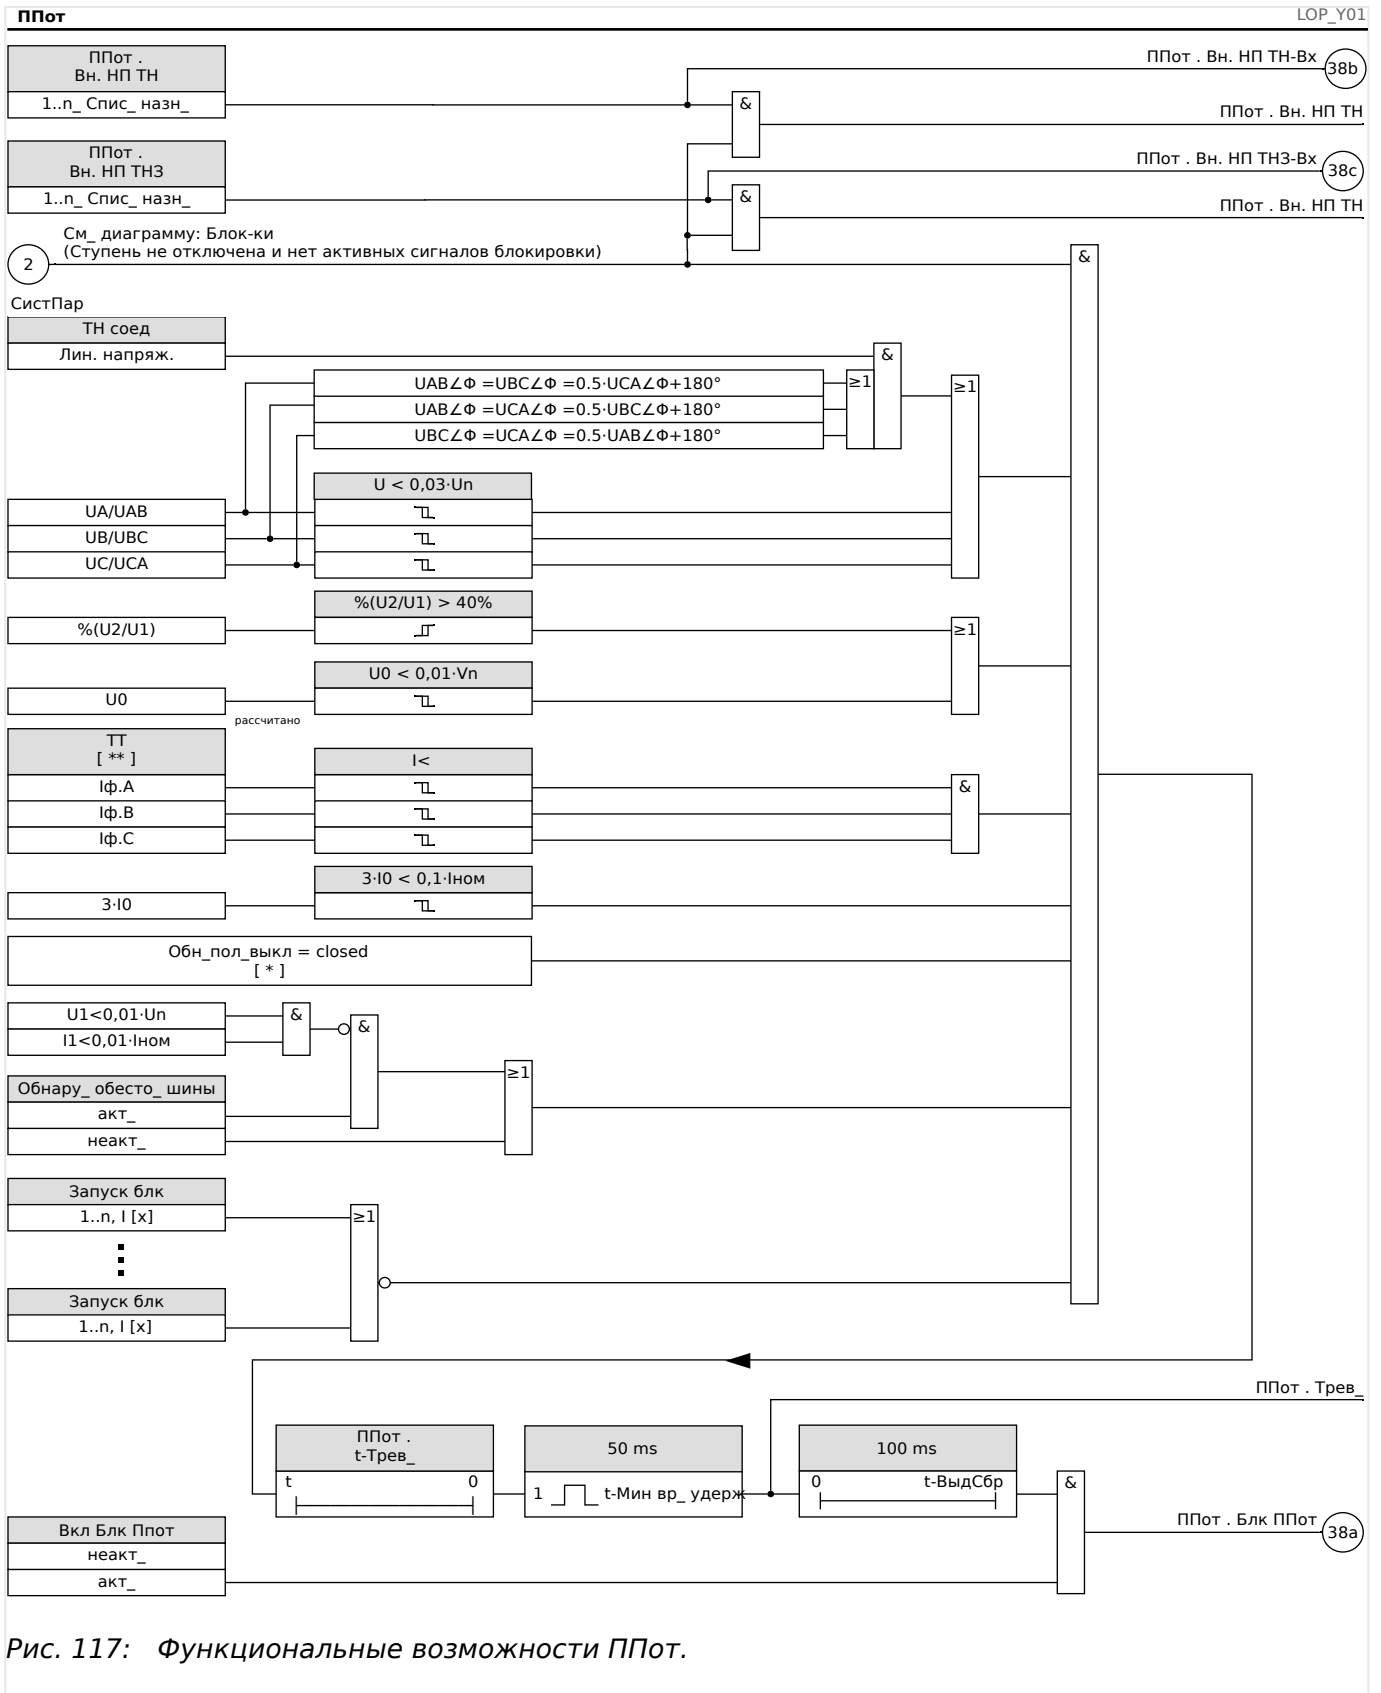 ППот
LOP_Y01
ППот .
Вн. НП ТН
1..n_ Спис_ назн_
ППот . Вн. НП ТН-Вх
38b
&
ППот . Вн. НП ТН
ППот .
Вн. НП ТНЗ
1..n_ Спис_ назн_
ППот . Вн. НП ТНЗ-Вх
38c
&
ППот . Вн. НП ТН
См_ диаграмму: Блок-ки
(Ступень не отключена и нет активных сигналов блокировки)
2
&
СистПар
ТН соед
Лин. напряж.
&
UAB∠Ф =UBC∠Ф =0.5·UCA∠Ф+180°
UAB∠Ф =UCA∠Ф =0.5·UBC∠Ф+180°
UBC∠Ф =UCA∠Ф =0.5·UAB∠Ф+180°
≥1
≥1
U < 0,03·Un
UA/UAB
UB/UBC
UC/UCA
%(U2/U1) > 40%
%(U2/U1)
≥1
U0 < 0,01·Vn
U0
рассчитано
ТТ
[ ** ]
I<
Iф.A
Iф.B
Iф.C
&
3·I0 < 0,1·Iном
3·I0
Обн_пол_выкл = closed
[ * ]
U1<0,01·Un
I1<0,01·Iном
&
&
≥1
Обнару_ обесто_ шины
акт_
неакт_
Запуск блк
1..n, I [x]
≥1
Запуск блк
1..n, I [x]
ППот . Трев_
ППот .
t-Трев_
t 0
50 ms
1 t-Мин вр_ удерж
100 ms
0 t-ВыдСбр
&
Вкл Блк Ппот
неакт_
акт_
ППот . Блк ППот
38a
Рис. 117: Функциональные возможности ППот.